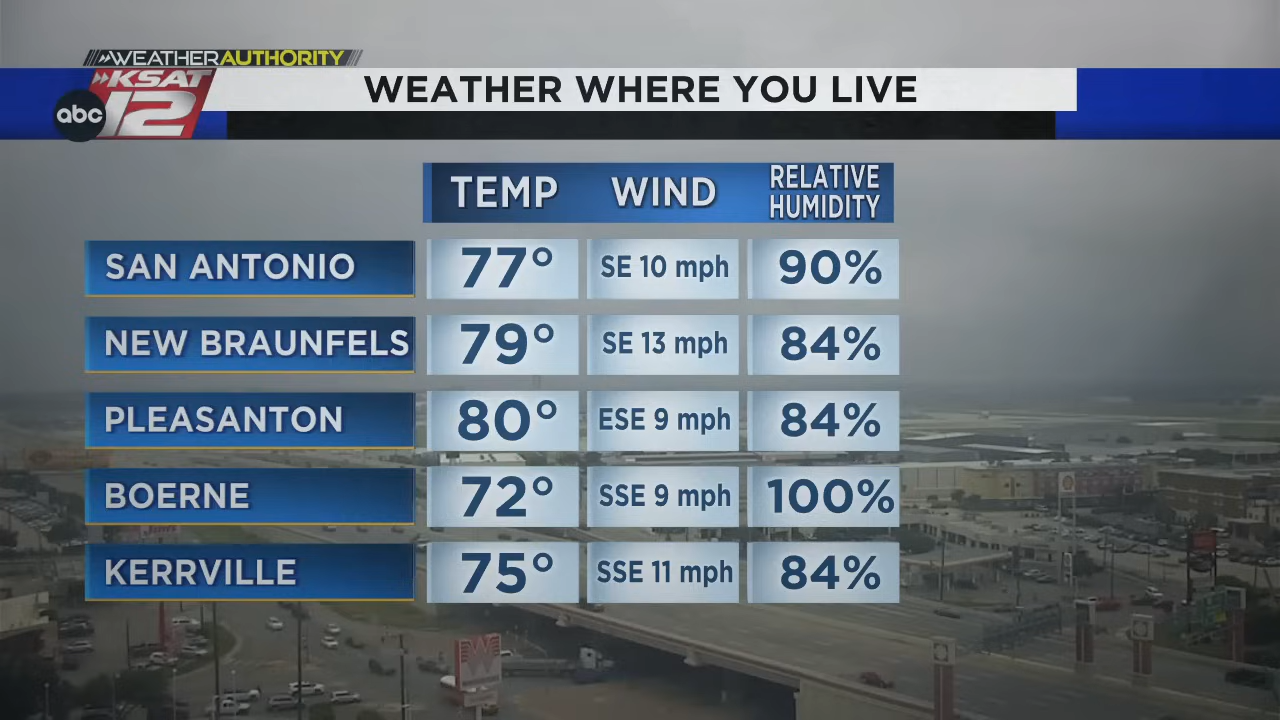 WEATHER AUTHORITY
KSAT
abc 12
WEATHER WHERE YOU LIVE
TEMP WIND RELATIVE HUMIDITY
SAN ANTONIO 77° SE 10 mph 90%
NEW BRAUNFELS 79° SE 13 mph 84%
PLEASANTON 80° ESE 9 mph 84%
BOERNE 72° SSE 9 mph 100%
KERRVILLE 75° SSE 11 mph 84%